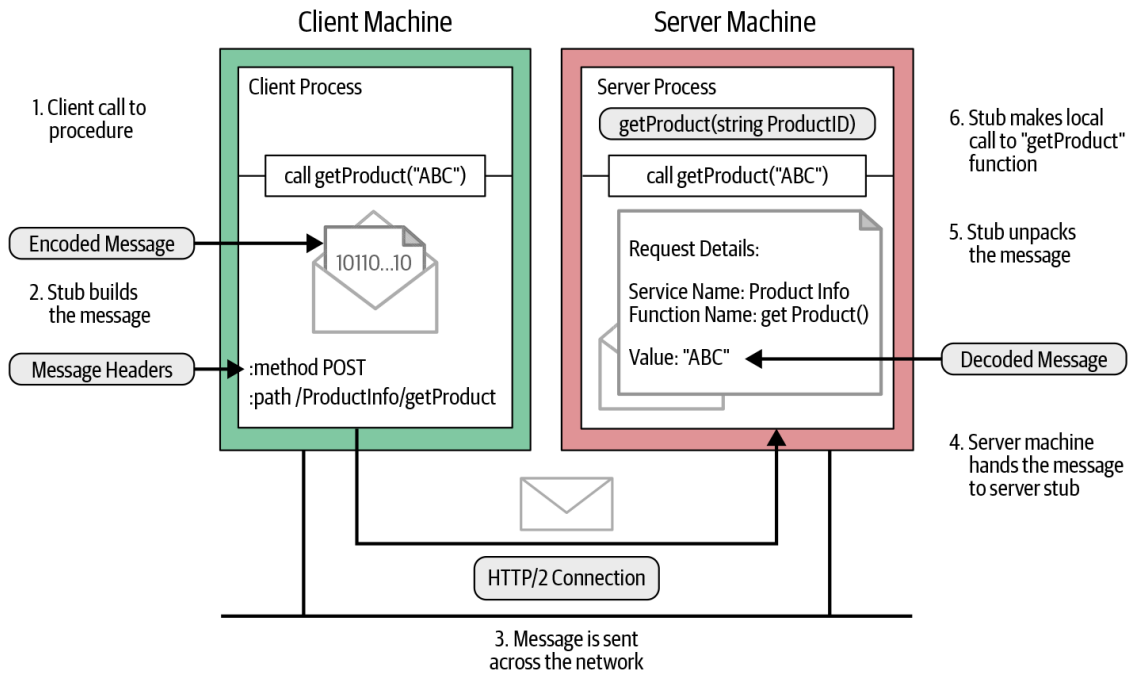 Client Machine
Server Machine
1. Client call to
procedure
Client Process
call getProduct("ABC")
Encoded Message
10110...10
2. Stub builds
the message
Message Headers
:method POST
:path /ProductInfo/getProduct
Server Process
getProduct(string ProductID)
call getProduct("ABC")
Request Details:
Service Name: Product Info
Function Name: get Product()
Value: "ABC"
6. Stub makes local
call to "getProduct"
function
5. Stub unpacks
the message
Decoded Message
4. Server machine
hands the message
to server stub
HTTP/2 Connection
3. Message is sent
across the network